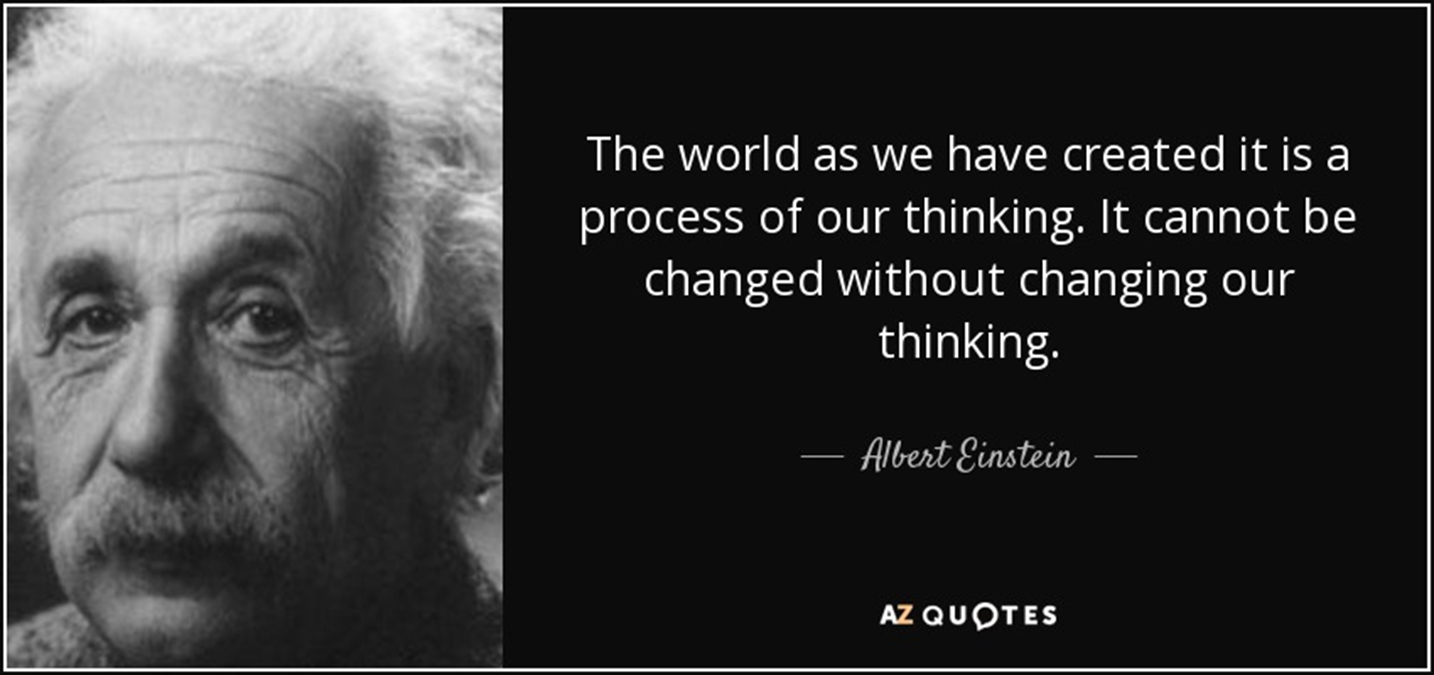 The world as we have created it is a
process of our thinking. It cannot be
changed without changing our
thinking.
Albert Einstein
AZ QUOTES